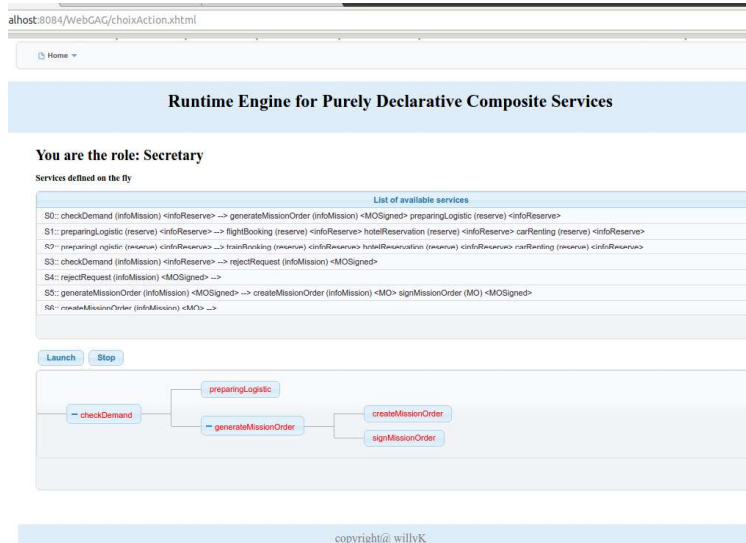 alhost:8084/WebGAG/choixAction.xhtml
Home
Runtime Engine for Purely Declarative Composite Services
You are the role: Secretary
Services defined on the fly
List of available services
S0:: checkDemand (infoMission) <infoReserve> --> generateMissionOrder (infoMission) <MOSigned> preparingLogistic (reserve) <infoReserve>
S1:: preparingLogistic (reserve) <infoReserve> --> flightBooking (reserve) <infoReserve> hotelReservation (reserve) <infoReserve> carRenting (reserve) <infoReserve>
S2:: preparingLogistic (reserve) <infoReserve> --> trainBooking (reserve) <infoReserve> hotelReservation (reserve) <infoReserve> carRenting (reserve) <infoReserve>
S3:: checkDemand (infoMission) <infoReserve> --> rejectRequest (infoMission) <MOSigned>
S4:: rejectRequest (infoMission) <MOSigned> -->
S5:: generateMissionOrder (infoMission) <MOSigned> --> createMissionOrder (infoMission) <MO> signMissionOrder (MO) <MOSigned>
S6:: createMissionOrder (infoMission) <MO> -->
Launch Stop
preparingLogistic
checkDemand
generateMissionOrder
createMissionOrder
signMissionOrder
copyright@ willyK